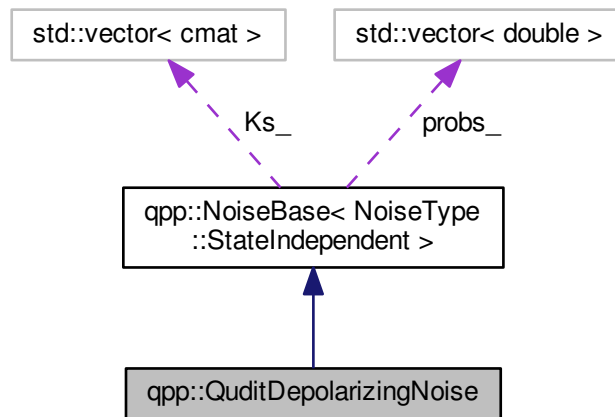 std::vector< cmat >
std::vector< double >
Ks_
probs_
qpp::NoiseBase< NoiseType
::StateIndependent >
qpp::QuditDepolarizingNoise